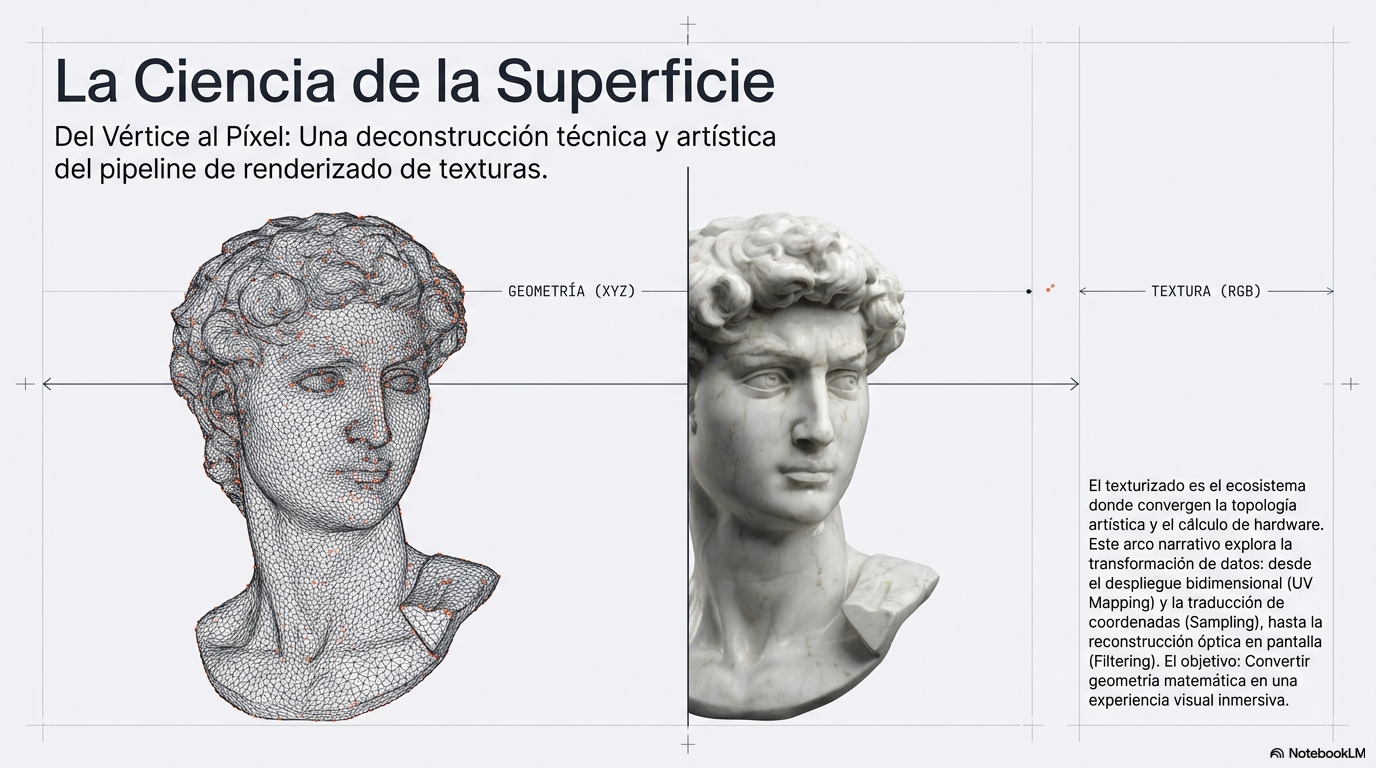 La Ciencia de la Superficie
Del Vértice al Píxel: Una deconstrucción técnica y artística
del pipeline de renderizado de texturas.
GEOMETRÍA (XYZ)
TEXTURA (RGB)
El texturizado es el ecosistema
donde convergen la topología
artística y el cálculo de hardware.
Este arco narrativo explora la
transformación de datos: desde
el despliegue bidimensional (UV
Mapping) y la traducción de
coordenadas (Sampling), hasta la
reconstrucción óptica en pantalla
(Filtering). El objetivo: Convertir
geometría matemática en una
experiencia visual inmersiva.
NotebookLM